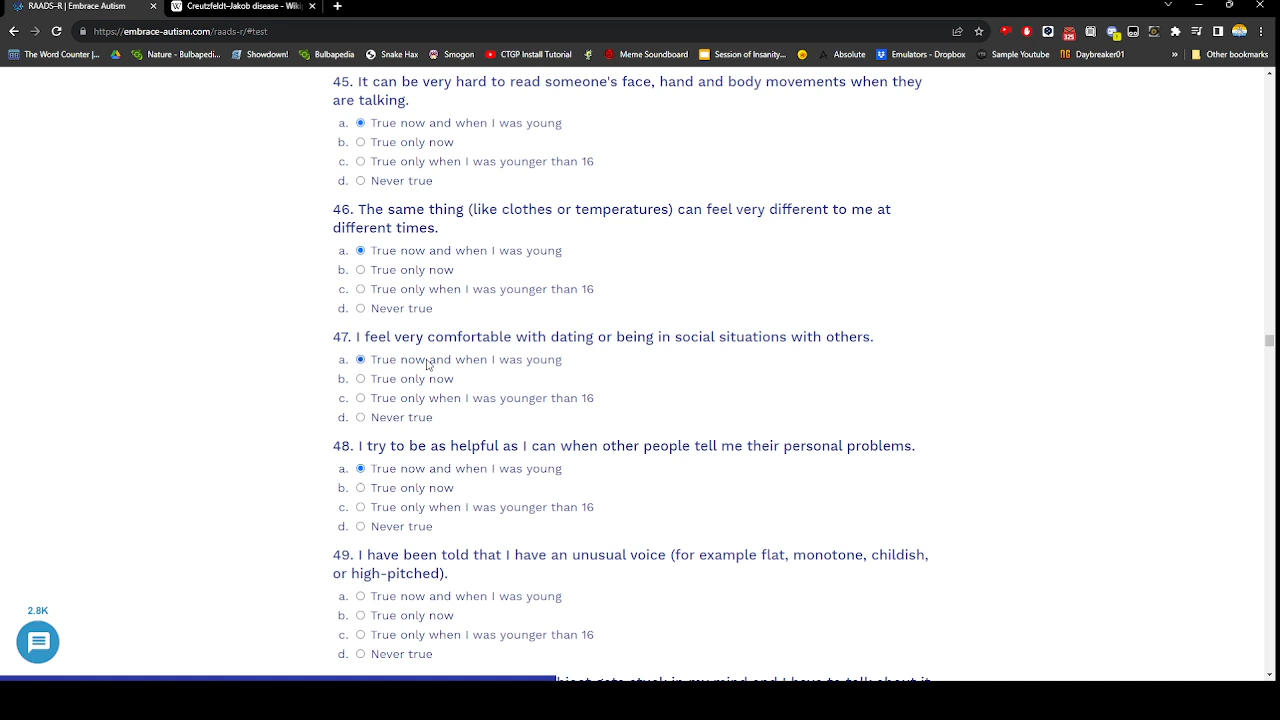 RAADS-R | Embrace Autism
Creutzfeldt–Jakob disease - Wiki
https://embrace-autism.com/raads-r/#test
The Word Counter |... Nature - Bulbapedi... Showdown! Bulbapedia Snake Hax Smogon CTGP Install Tutorial Meme Soundboard Session of Insanity... Absolute Emulators - Dropbox Sample Youtube Daybreaker01 » Other bookmarks
45. It can be very hard to read someone's face, hand and body movements when they
are talking.
a. True now and when I was young
b. True only now
c. True only when I was younger than 16
d. Never true
46. The same thing (like clothes or temperatures) can feel very different to me at
different times.
a. True now and when I was young
b. True only now
c. True only when I was younger than 16
d. Never true
47. I feel very comfortable with dating or being in social situations with others.
a. True now and when I was young
b. True only now
c. True only when I was younger than 16
d. Never true
48. I try to be as helpful as I can when other people tell me their personal problems.
a. True now and when I was young
b. True only now
c. True only when I was younger than 16
d. Never true
49. I have been told that I have an unusual voice (for example flat, monotone, childish,
or high-pitched).
a. True now and when I was young
b. True only now
c. True only when I was younger than 16
d. Never true
2.8K
gets stuck in my mind and I have to talk about it